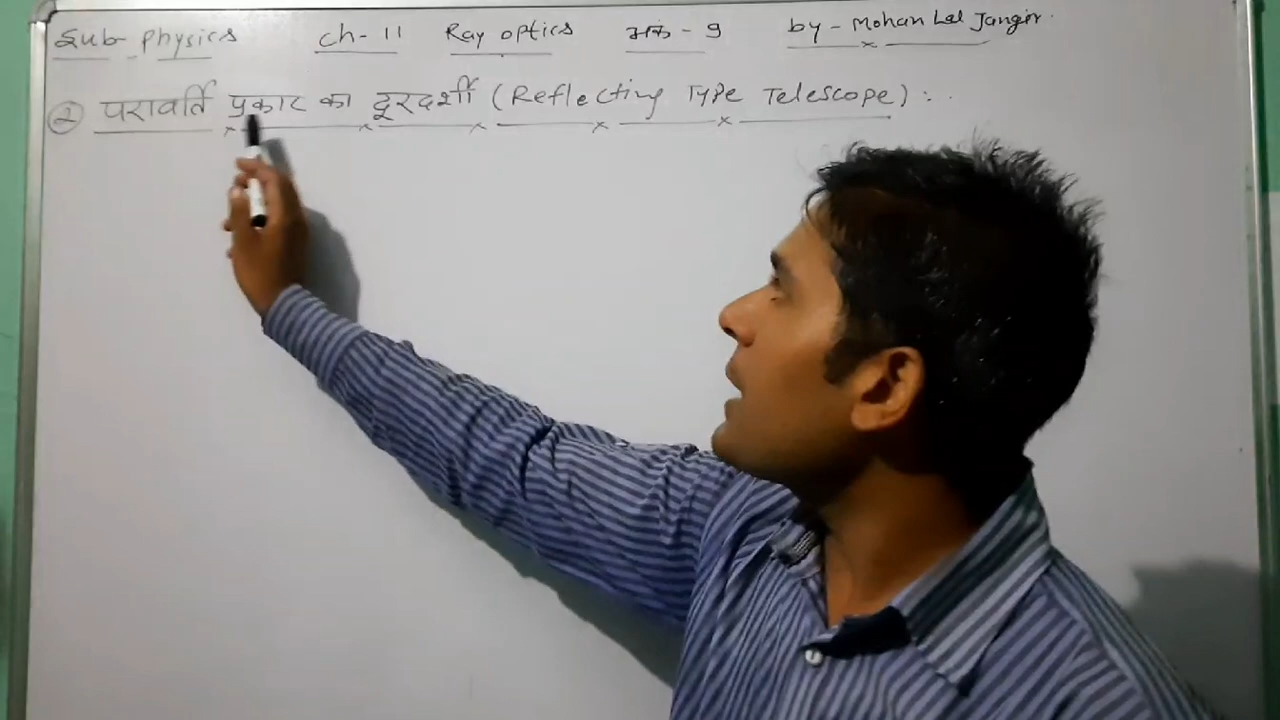 Sub- Physics ch- 11 Ray optics अंक - 9 by - Mohan Lal Jangir
② परावर्ति प्रकार का दूरदर्शी (Reflecting Type Telescope) :